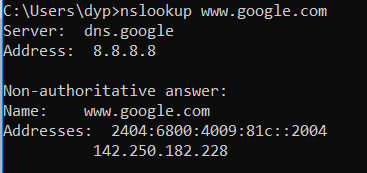 C:\Users\dyp>nslookup www.google.com
Server:  dns.google
Address:  8.8.8.8

Non-authoritative answer:
Name:    www.google.com
Addresses:  2404:6800:4009:81c::2004
          142.250.182.228